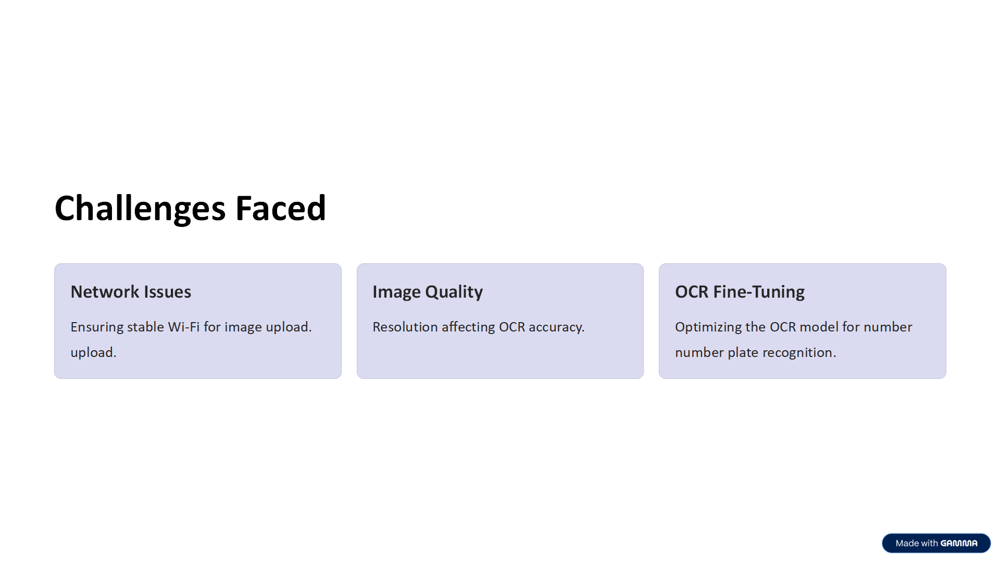 Challenges Faced
Network Issues
Ensuring stable Wi-Fi for image upload.
upload.
Image Quality
Resolution affecting OCR accuracy.
OCR Fine-Tuning
Optimizing the OCR model for number
number plate recognition.
Made with GAMMA